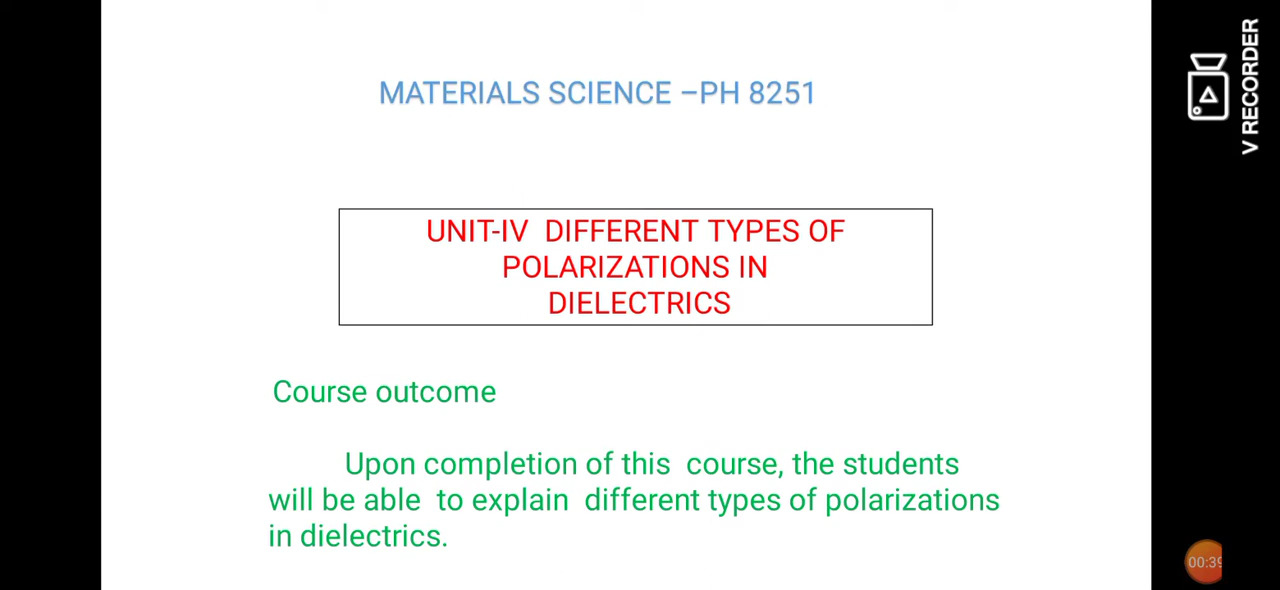 MATERIALS SCIENCE –PH 8251
UNIT-IV DIFFERENT TYPES OF
POLARIZATIONS IN
DIELECTRICS
Course outcome
Upon completion of this course, the students
will be able to explain different types of polarizations
in dielectrics.
V RECORDER
00:39